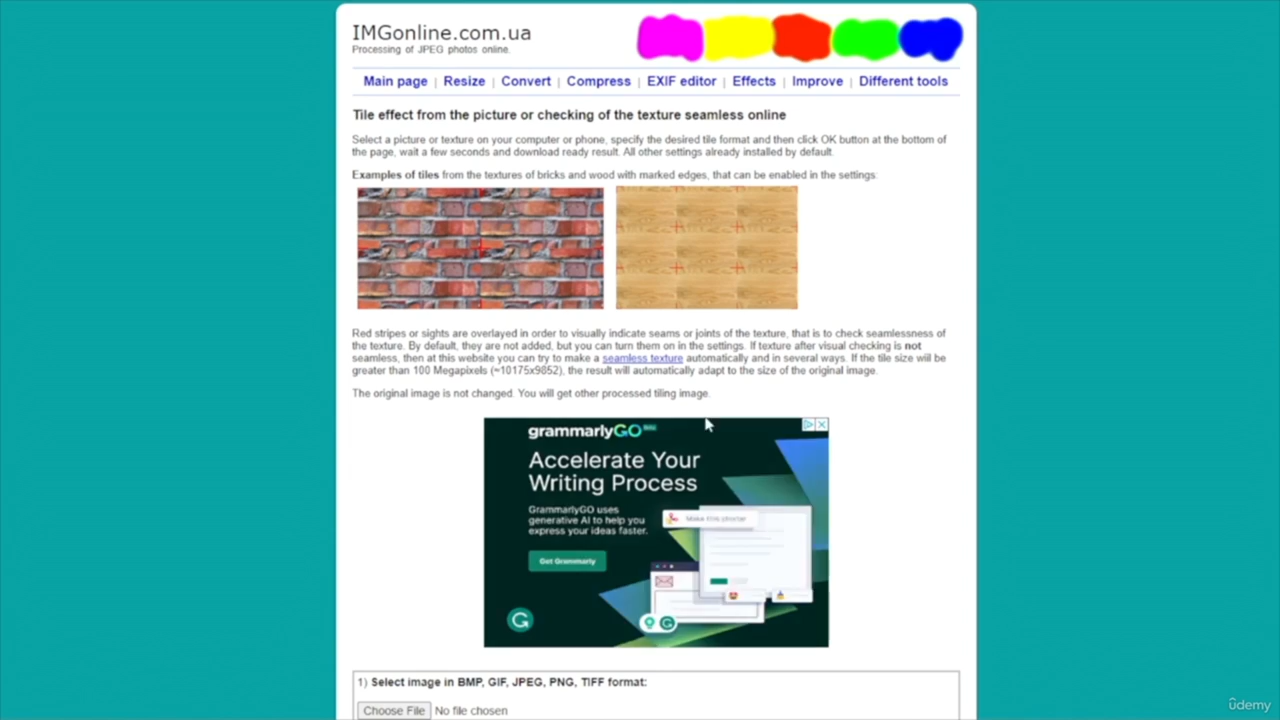 IMGonline.com.ua
Processing of JPEG photos online.
Main page | Resize | Convert | Compress | EXIF editor | Effects | Improve | Different tools
Tile effect from the picture or checking of the texture seamless online
Select a picture or texture on your computer or phone, specify the desired tile format and then click OK button at the bottom of
the page, wait a few seconds and download ready result. All other settings already installed by default.
Examples of tiles from the textures of bricks and wood with marked edges, that can be enabled in the settings:
Red stripes or sights are overlayed in order to visually indicate seams or joints of the texture, that is to check seamlessness of
the texture. By default, they are not added, but you can turn them on in the settings. If texture after visual checking is not
seamless, then at this website you can try to make a seamless texture automatically and in several ways. If the tile size will be
greater than 100 Megapixels (≈10175x9852), the result will automatically adapt to the size of the original image.
The original image is not changed. You will get other processed tiling image.
grammarlyGO Beta
Accelerate Your
Writing Process
GrammarlyGO uses
generative AI to help you
express your ideas faster.
Make this shorter
Get Grammarly
1) Select image in BMP, GIF, JPEG, PNG, TIFF format:
Choose File No file chosen
ûdemy